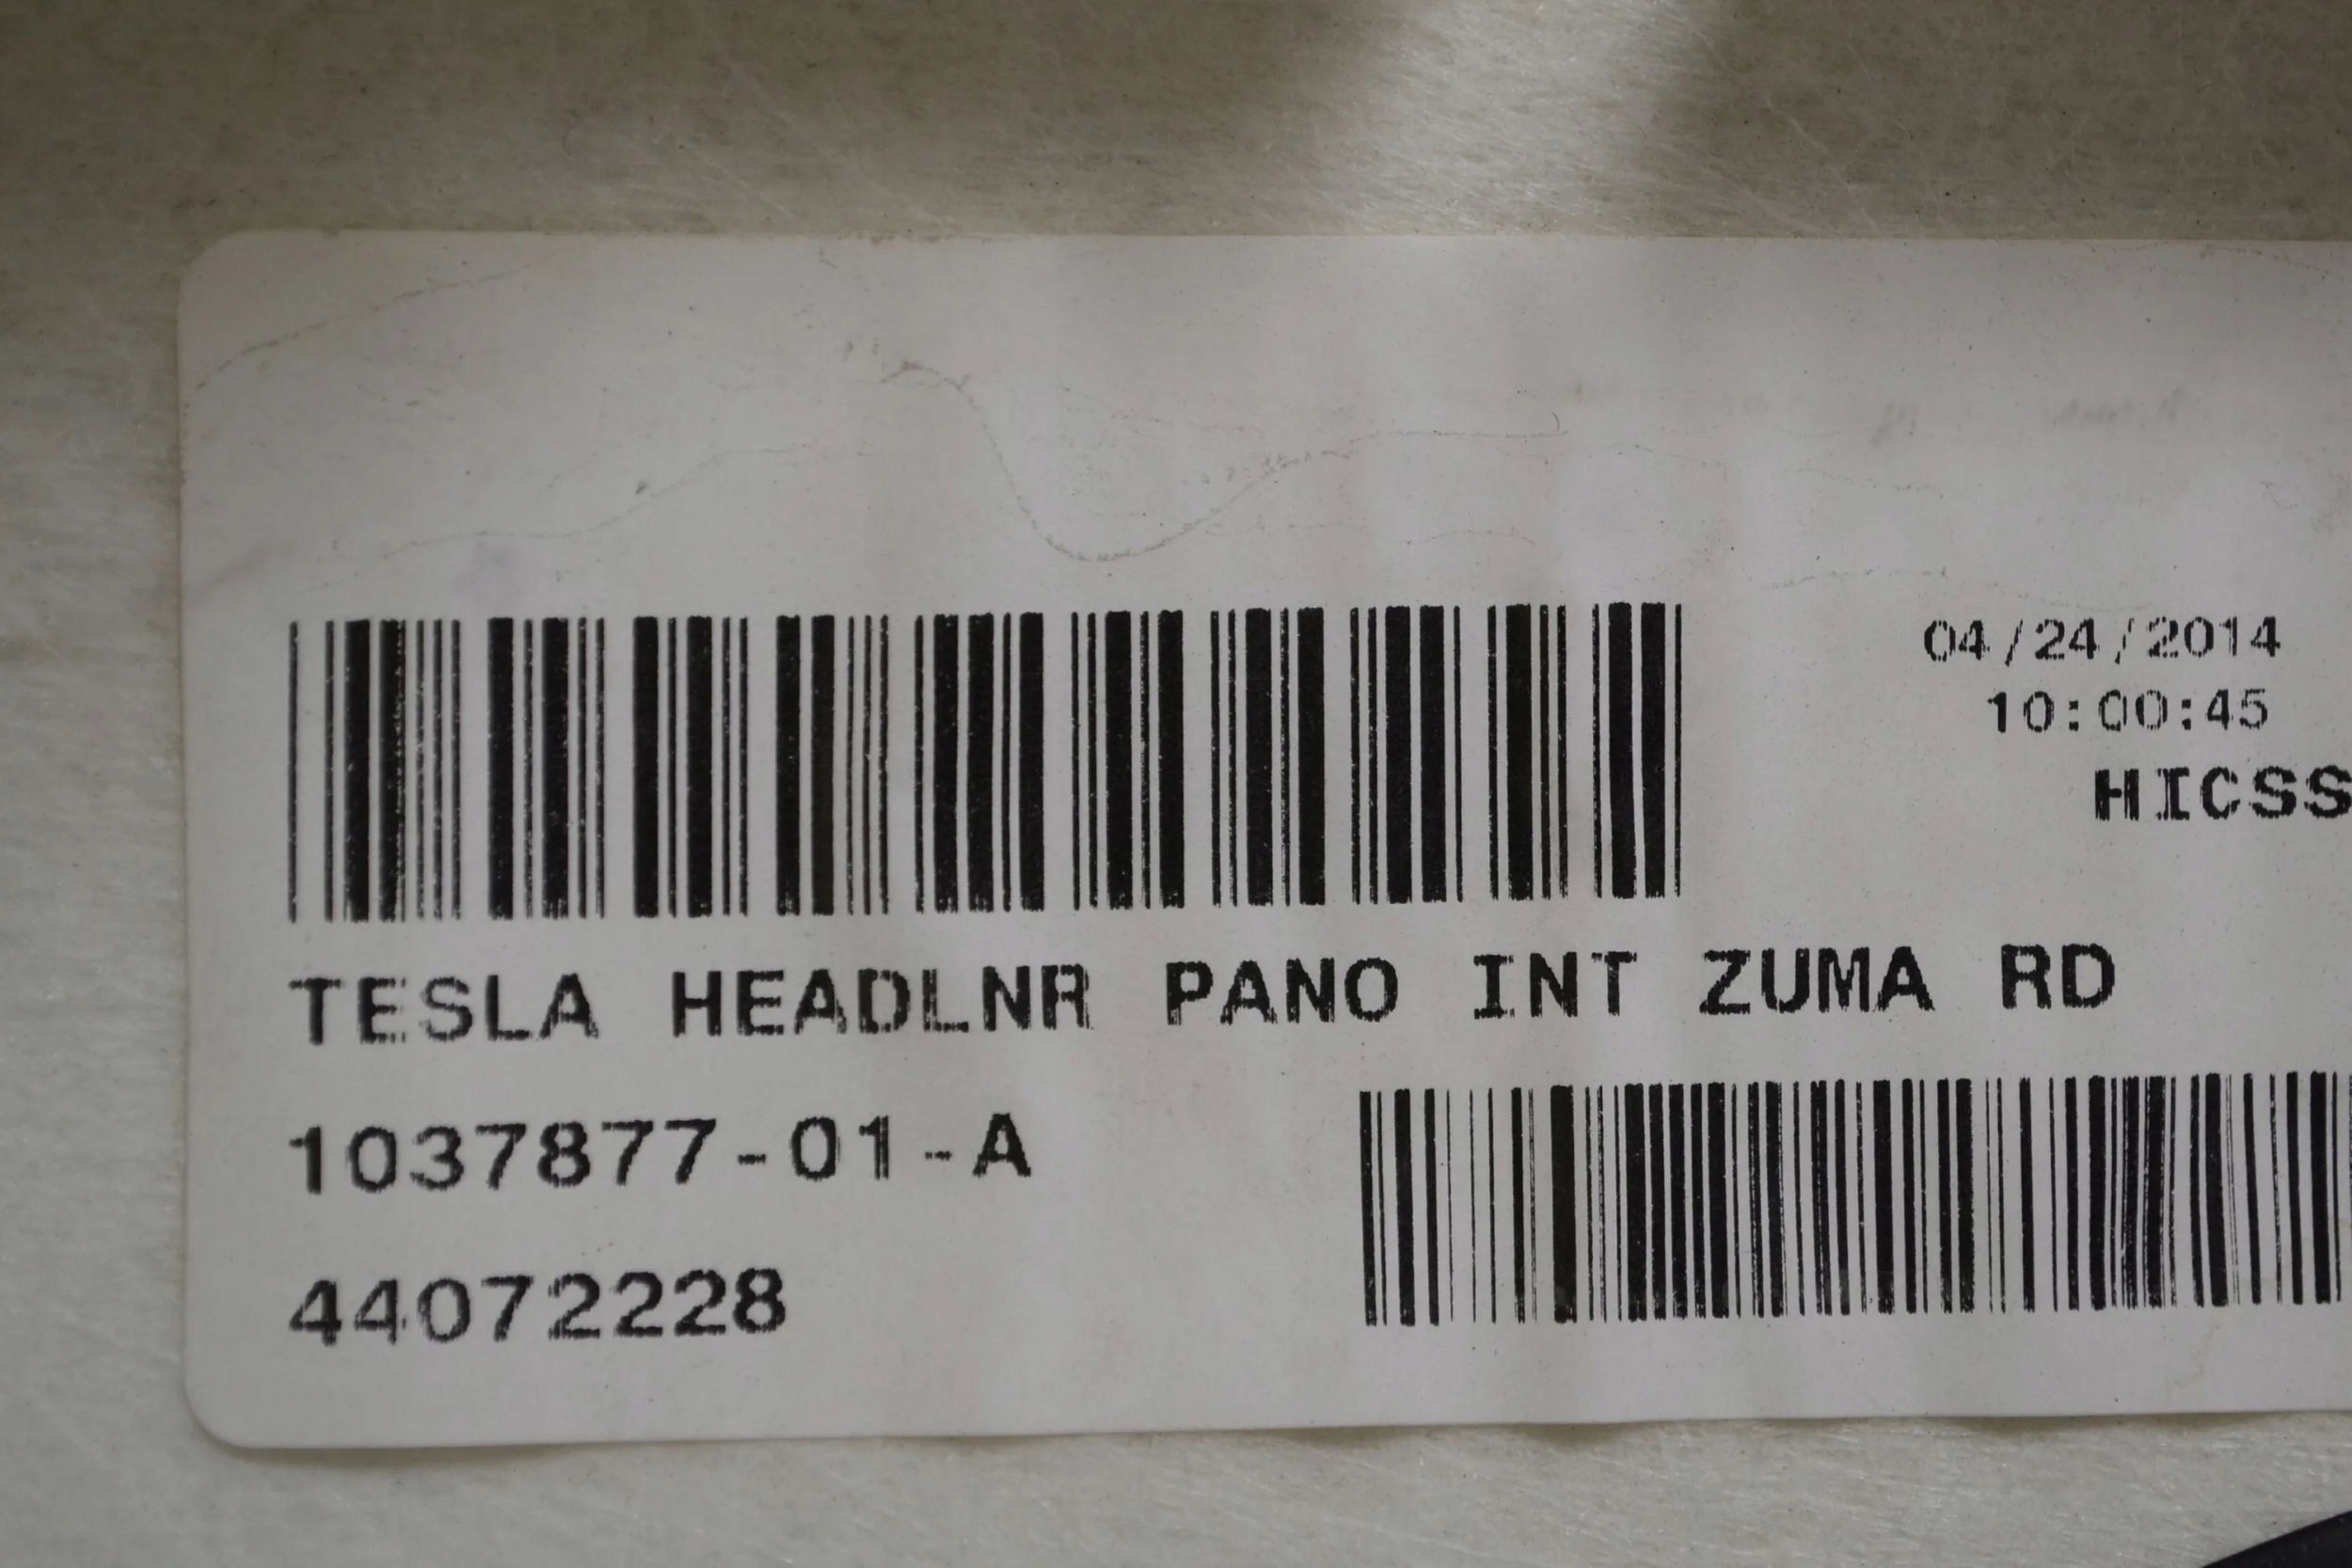 04/24/2014
10:00:45
HICSS
TESLA HEADLNR PANO INT ZUMA RD
1037877-01-A
44072228